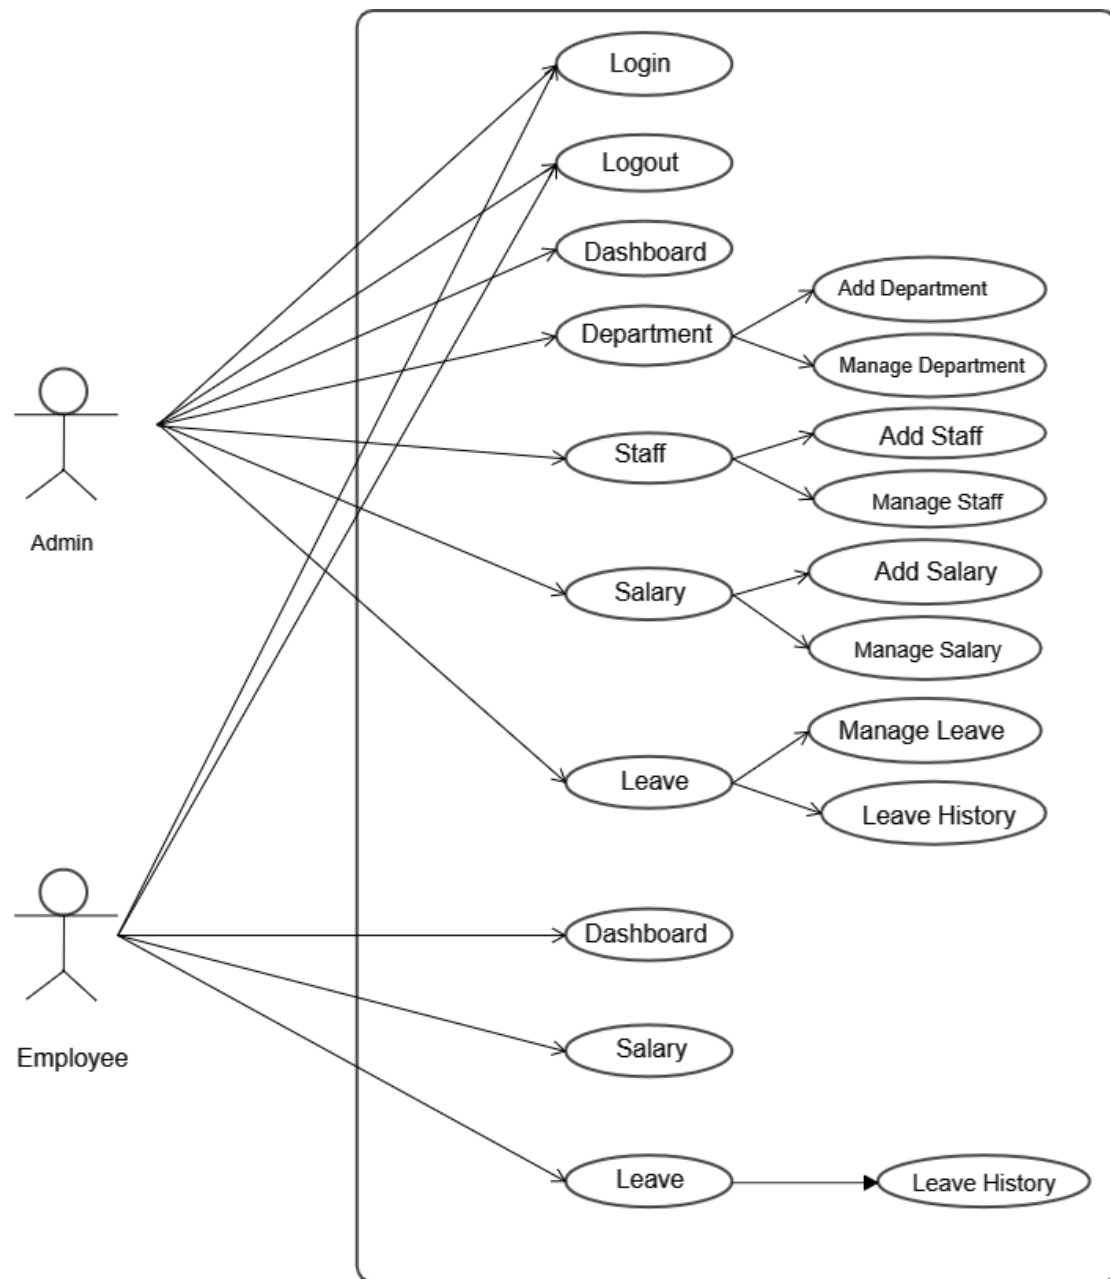 Login
Logout
Dashboard
Department
Add Department
Manage Department
Staff
Add Staff
Manage Staff
Admin
Salary
Add Salary
Manage Salary
Leave
Manage Leave
Leave History
Dashboard
Employee
Salary
Leave
Leave History